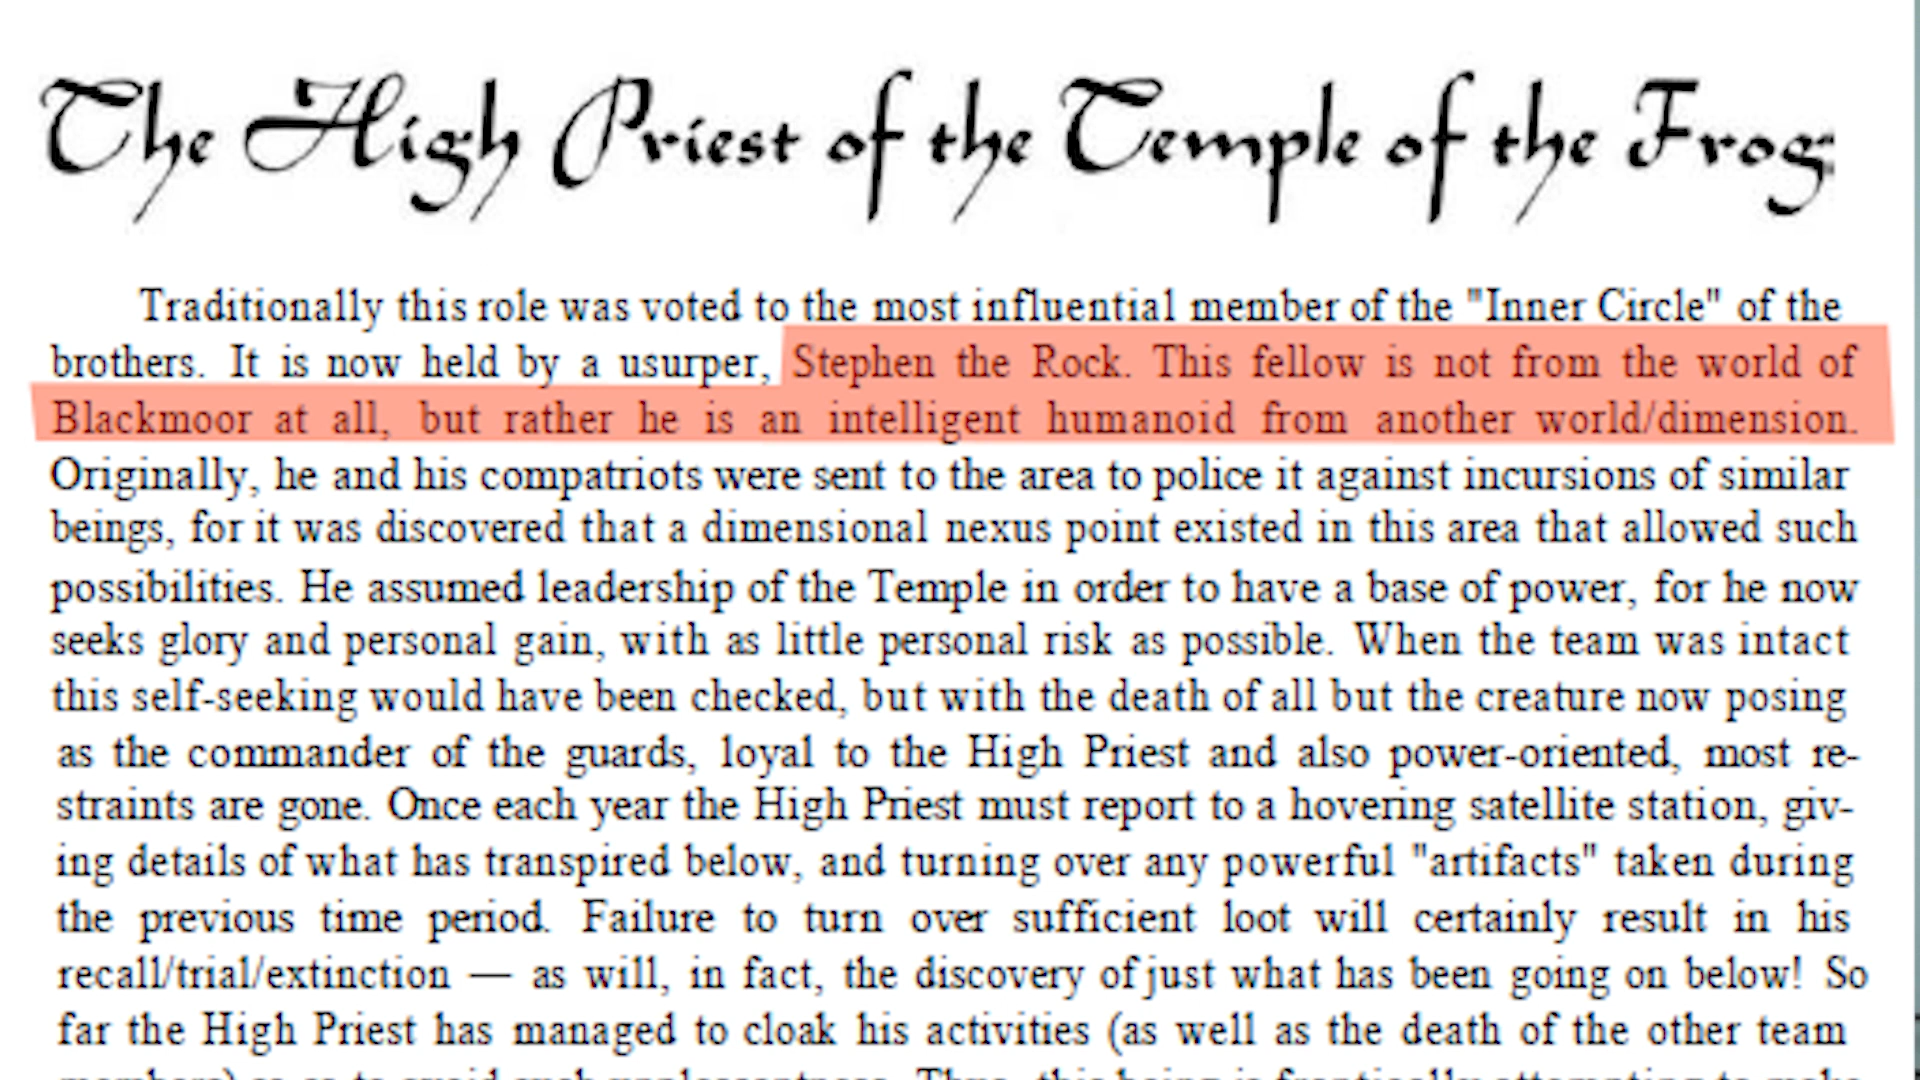 The High Priest of the Temple of the Frog
Traditionally this role was voted to the most influential member of the "Inner Circle" of the
brothers. It is now held by a usurper, Stephen the Rock. This fellow is not from the world of
Blackmoor at all, but rather he is an intelligent humanoid from another world/dimension.
Originally, he and his compatriots were sent to the area to police it against incursions of similar
beings, for it was discovered that a dimensional nexus point existed in this area that allowed such
possibilities. He assumed leadership of the Temple in order to have a base of power, for he now
seeks glory and personal gain, with as little personal risk as possible. When the team was intact
this self-seeking would have been checked, but with the death of all but the creature now posing
as the commander of the guards, loyal to the High Priest and also power-oriented, most re-
straints are gone. Once each year the High Priest must report to a hovering satellite station, giv-
ing details of what has transpired below, and turning over any powerful "artifacts" taken during
the previous time period. Failure to turn over sufficient loot will certainly result in his
recall/trial/extinction — as will, in fact, the discovery of just what has been going on below! So
far the High Priest has managed to cloak his activities (as well as the death of the other team